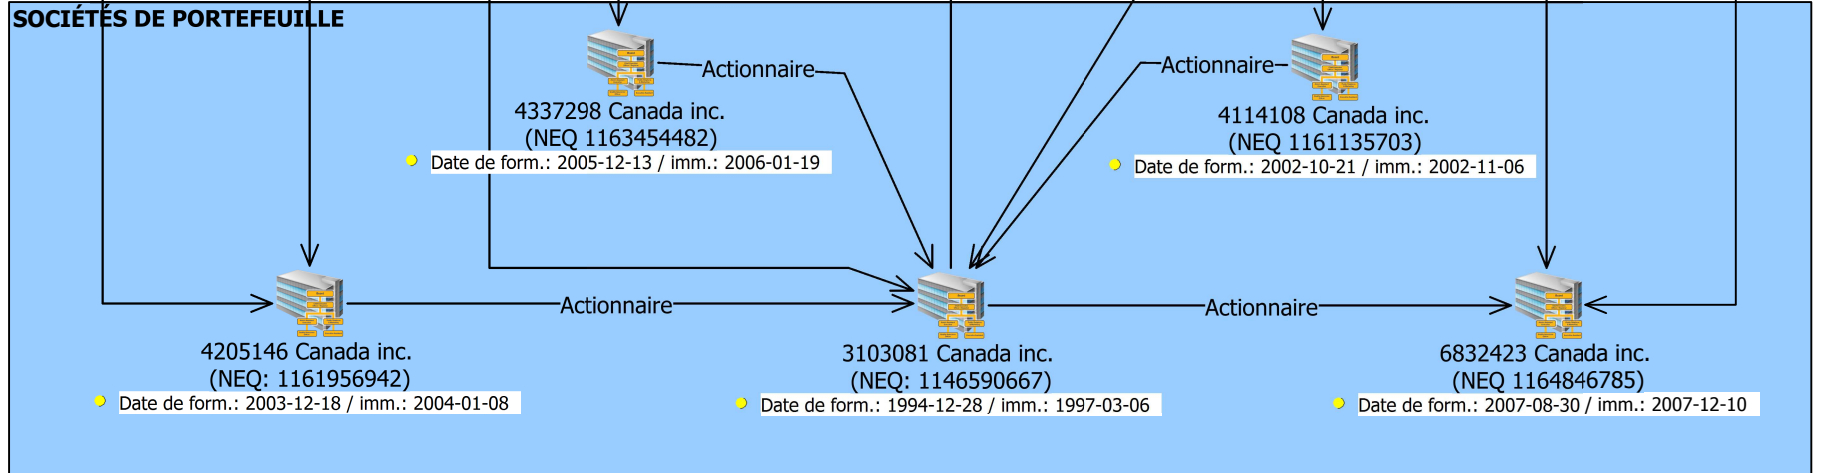 SOCIÉTÉS DE PORTEFEUILLE
Actionnaire
Actionnaire
4337298 Canada inc.
(NEQ 1163454482)
Date de form.: 2005-12-13 / imm.: 2006-01-19
4114108 Canada inc.
(NEQ 1161135703)
Date de form.: 2002-10-21 / imm.: 2002-11-06
Actionnaire
Actionnaire
4205146 Canada inc.
(NEQ: 1161956942)
Date de form.: 2003-12-18 / imm.: 2004-01-08
3103081 Canada inc.
(NEQ: 1146590667)
Date de form.: 1994-12-28 / imm.: 1997-03-06
6832423 Canada inc.
(NEQ 1164846785)
Date de form.: 2007-08-30 / imm.: 2007-12-10